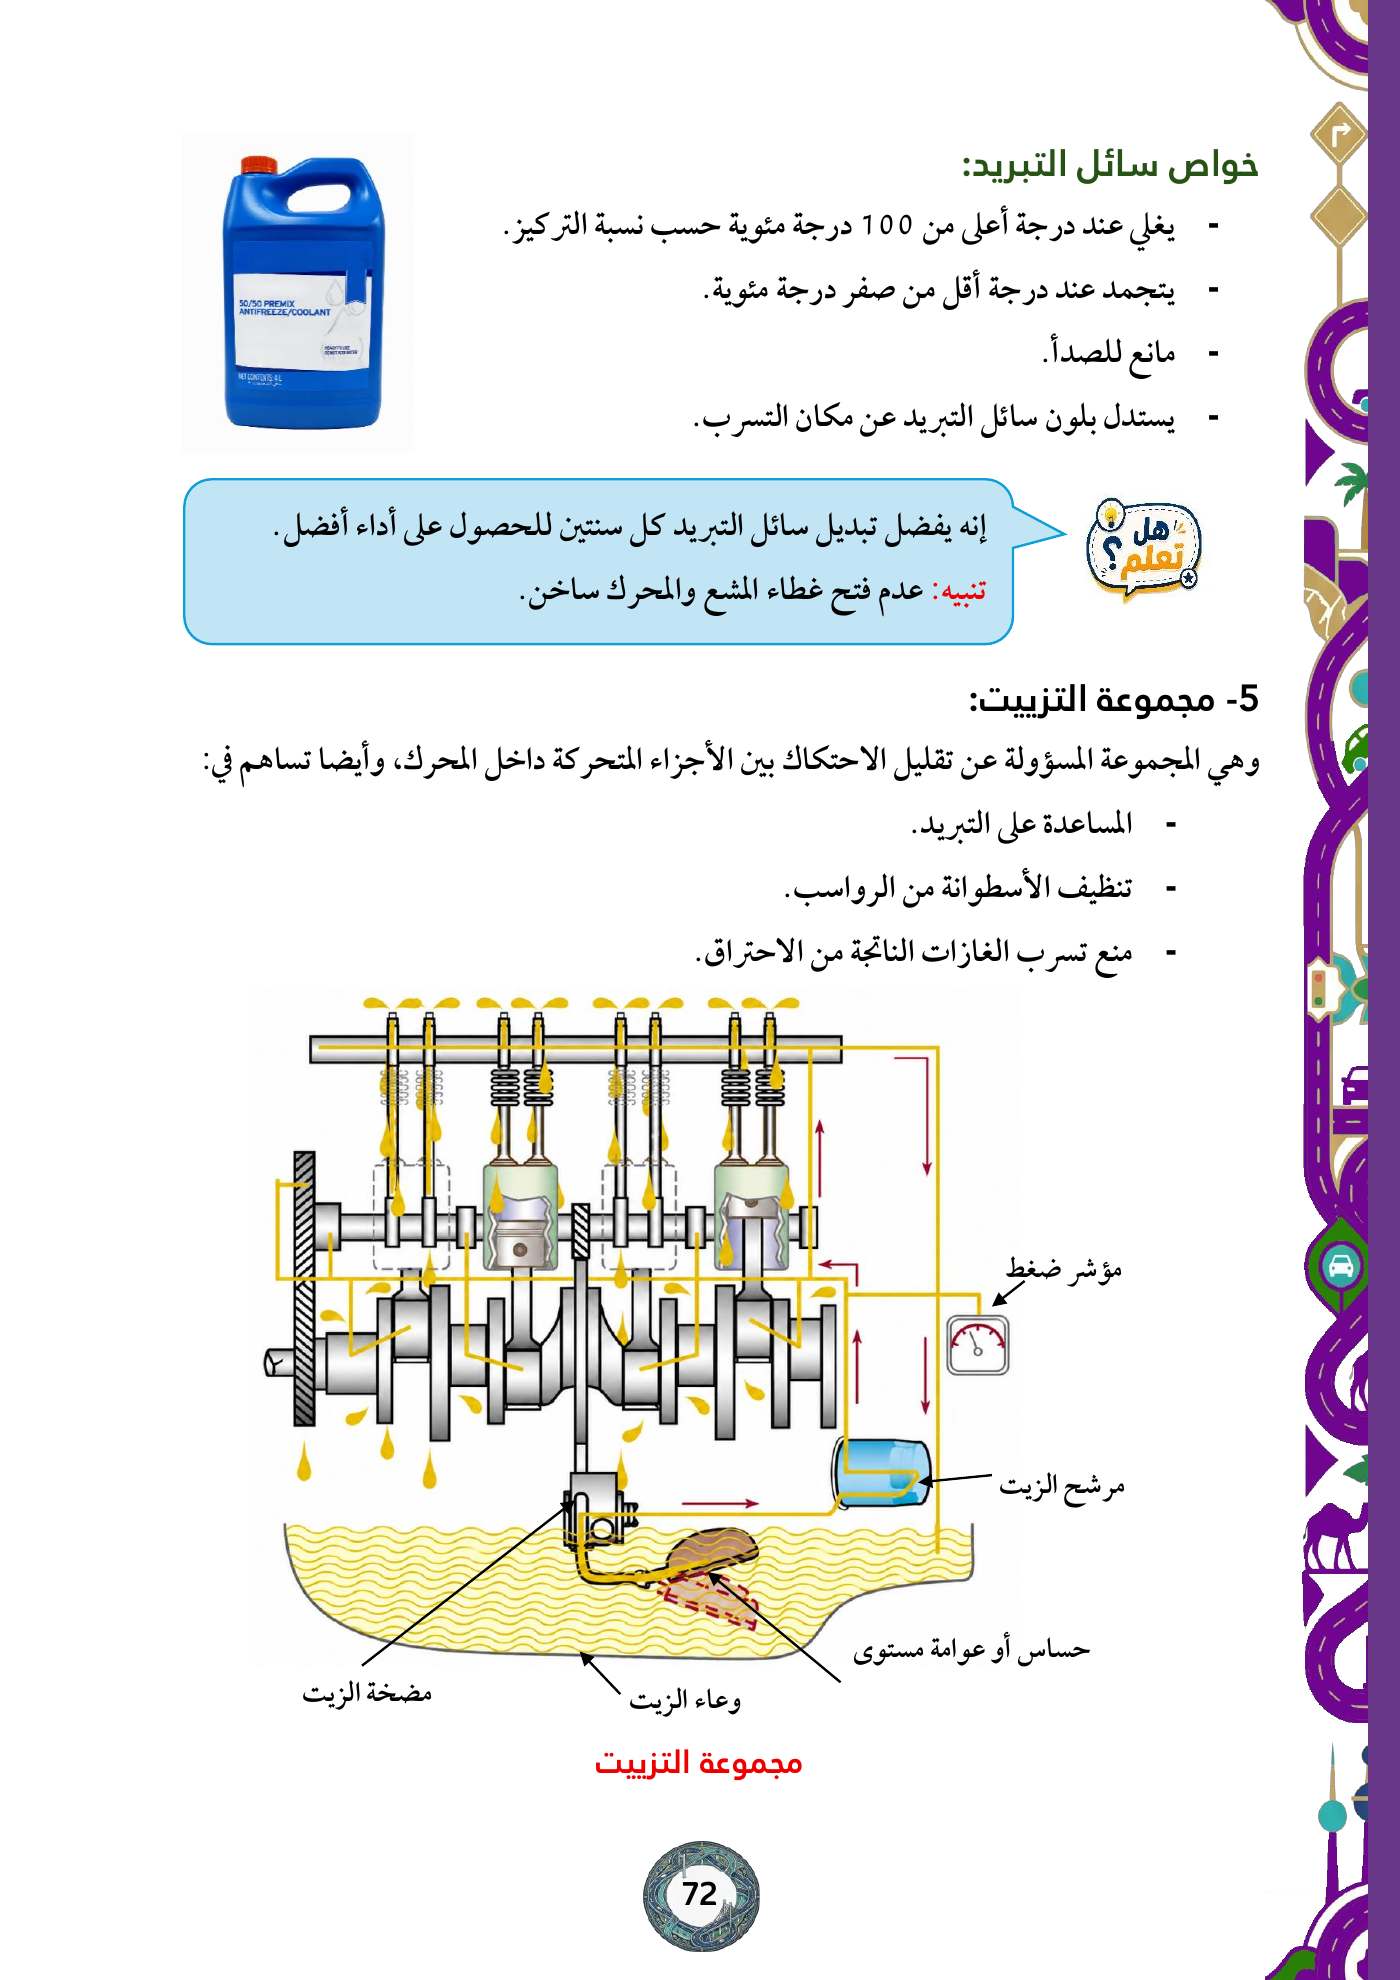 خواص سائل التبريد:
- يغلي عند درجة أعلى من 100 درجة مئوية حسب نسبة التركيز.
- يتجمد عند درجة أقل من صفر درجة مئوية.
- مانع للصدأ.
- يستدل بلون سائل التبريد عن مكان التسرب.
50/50 PREMIX
ANTIFREEZE/COOLANT
NET CONTENTS: 4 L
هل
تعلم؟
إنه يفضل تبديل سائل التبريد كل سنتين للحصول على أداء أفضل.
تنبيه: عدم فتح غطاء المشع والمحرك ساخن.
5- مجموعة التزييت:
وهي المجموعة المسؤولة عن تقليل الاحتكاك بين الأجزاء المتحركة داخل المحرك، وأيضا تساهم في:
- المساعدة على التبريد.
- تنظيف الأسطوانة من الرواسب.
- منع تسرب الغازات الناتجة من الاحتراق.
مؤشر ضغط
مرشح الزيت
حساس أو عوامة مستوى
وعاء الزيت
مضخة الزيت
مجموعة التزييت
72